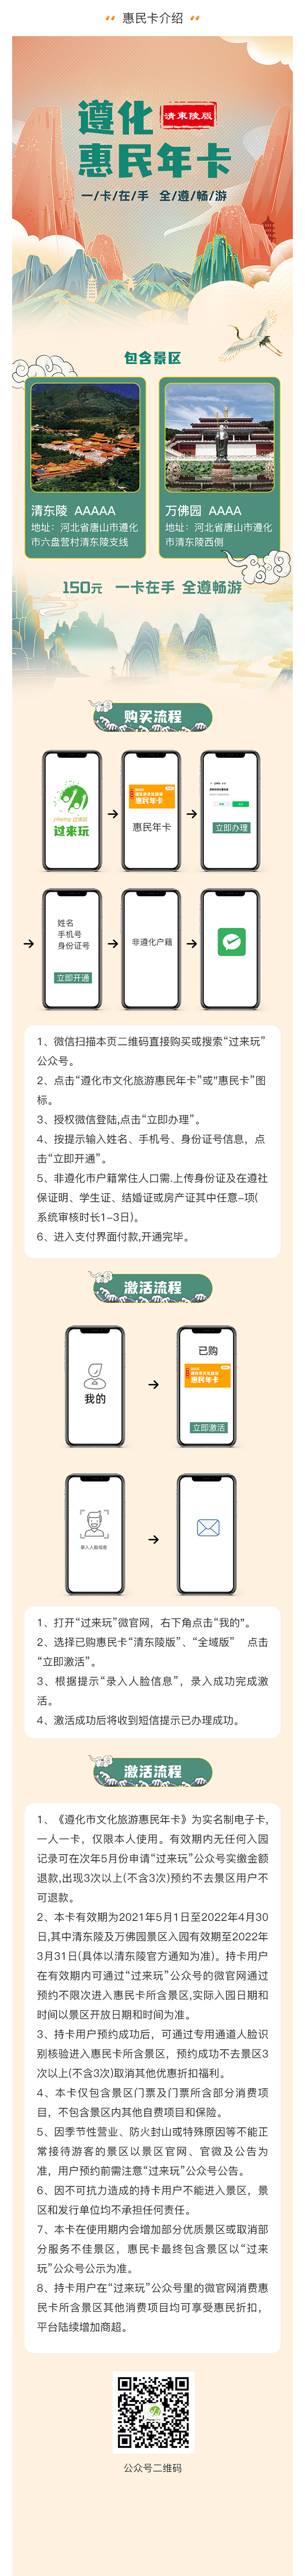 惠民卡介绍
遵化
清東陵版
惠民年卡
一/卡/在/手 全/遵/畅/游
包含景区
清东陵 AAAAA
地址：河北省唐山市遵化
市六盘营村清东陵支线
万佛园 AAAA
地址：河北省唐山市遵化
市清东陵西侧
150元 一卡在手 全遵畅游
购买流程
过来玩
惠民年卡
惠民年卡
立即办理
姓名
手机号
身份证号
立即开通
非遵化户籍
1、微信扫描本页二维码直接购买或搜索“过来玩”
公众号。
2、点击“遵化市文化旅游惠民年卡”或“惠民卡”图
标。
3、授权微信登陆,点击“立即办理”。
4、按提示输入姓名、手机号、身份证号信息，点
击“立即开通”。
5、非遵化市户籍常住人口需.上传身份证及在遵社
保证明、学生证、结婚证或房产证其中任意-项(
系统审核时长1-3日)。
6、进入支付界面付款,开通完毕。
激活流程
我的
已购
惠民年卡
立即激活
录入人脸信息
1、打开“过来玩”微官网，右下角点击“我的”。
2、选择已购惠民卡“清东陵版”、“全域版” 点击
“立即激活”。
3、根据提示“录入人脸信息”，录入成功完成激
活。
4、激活成功后将收到短信提示已办理成功。
激活流程
1、《遵化市文化旅游惠民年卡》为实名制电子卡,
一人一卡，仅限本人使用。有效期内无任何入园
记录可在次年5月份申请“过来玩”公众号实缴金额
退款,出现3次以上(不含3次)预约不去景区用户不
可退款。
2、本卡有效期为2021年5月1日至2022年4月30
日,其中清东陵及万佛园景区入园有效期至2022年
3月31日(具体以清东陵官方通知为准)。持卡用户
在有效期内可通过“过来玩”公众号的微官网通过
预约不限次进入惠民卡所含景区,实际入园日期和
时间以景区开放日期和时间为准。
3、持卡用户预约成功后，可通过专用通道人脸识
别核验进入惠民卡所含景区，预约成功不去景区3
次以上(不含3次)取消其他优惠折扣福利。
4、本卡仅包含景区门票及门票所含部分消费项
目，不包含景区内其他自费项目和保险。
5、因季节性营业、防火封山或特殊原因等不能正
常接待游客的景区以景区官网、官微及公告为
准，用户预约前需注意“过来玩”公众号公告。
6、因不可抗力造成的持卡用户不能进入景区，景
区和发行单位均不承担任何责任。
7、本卡在使用期内会增加部分优质景区或取消部
分服务不佳景区，惠民卡最终包含景区以“过来
玩”公众号公示为准。
8、持卡用户在“过来玩”公众号里的微官网消费惠
民卡所含景区其他消费项目均可享受惠民折扣，
平台陆续增加商超。
公众号二维码